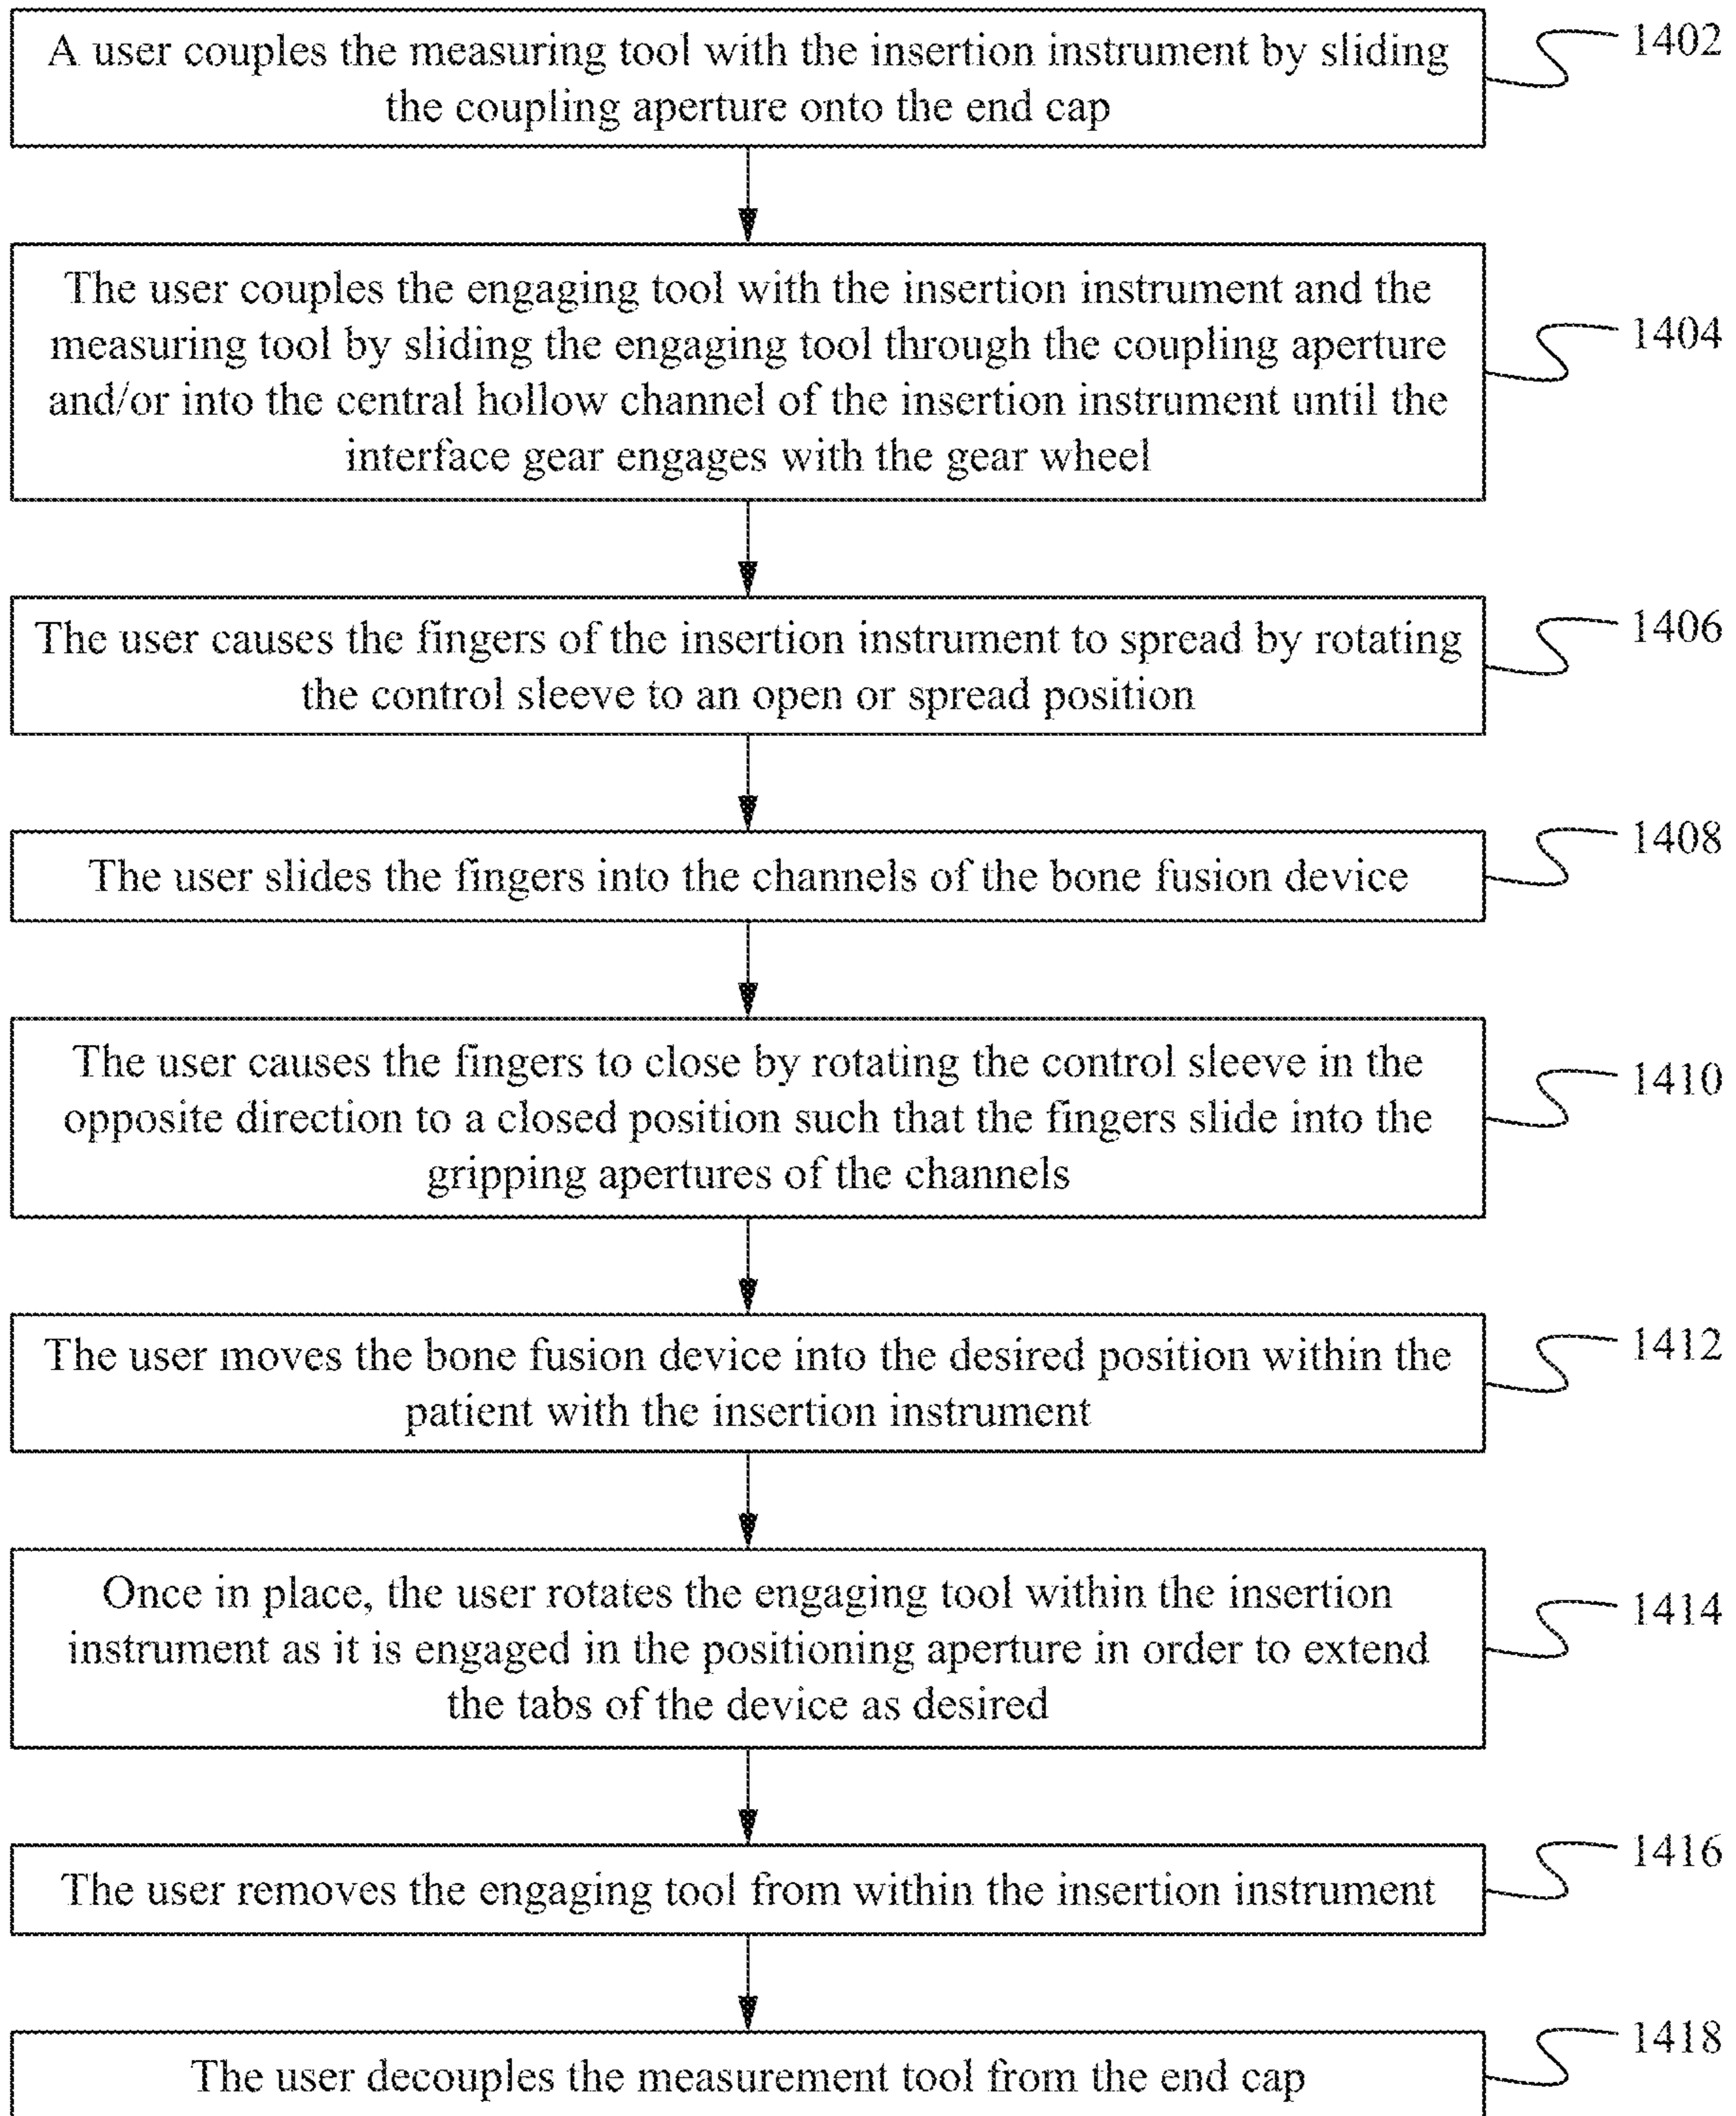 A user couples the measuring tool with the insertion instrument by sliding
the coupling aperture onto the end cap
1402
The user couples the engaging tool with the insertion instrument and the
measuring tool by sliding the engaging tool through the coupling aperture
and/or into the central hollow channel of the insertion instrument until the
interface gear engages with the gear wheel
1404
The user causes the fingers of the insertion instrument to spread by rotating
the control sleeve to an open or spread position
1406
The user slides the fingers into the channels of the bone fusion device
1408
The user causes the fingers to close by rotating the control sleeve in the
opposite direction to a closed position such that the fingers slide into the
gripping apertures of the channels
1410
The user moves the bone fusion device into the desired position within the
patient with the insertion instrument
1412
Once in place, the user rotates the engaging tool within the insertion
instrument as it is engaged in the positioning aperture in order to extend
the tabs of the device as desired
1414
The user removes the engaging tool from within the insertion instrument
1416
The user decouples the measurement tool from the end cap
1418